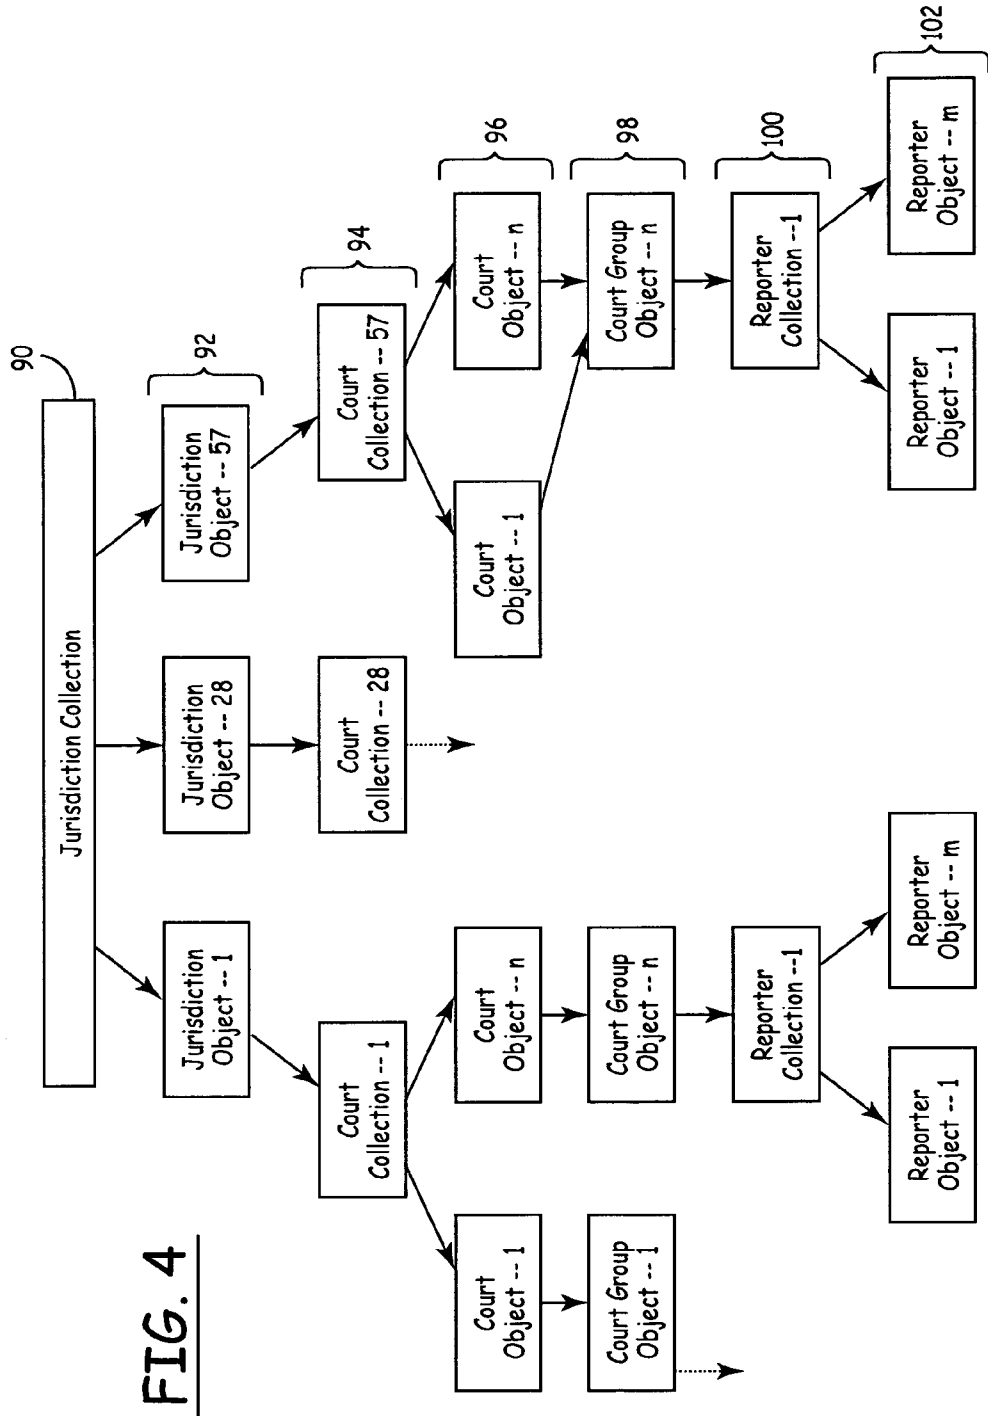 FIG. 4
90
Jurisdiction Collection
92
Jurisdiction
Object -- 1
Jurisdiction
Object -- 28
Jurisdiction
Object -- 57
94
Court
Collection -- 1
Court
Collection -- 28
Court
Collection -- 57
96
Court
Object -- 1
Court
Object -- n
Court
Object -- 1
Court
Object -- n
98
Court Group
Object -- 1
Court Group
Object -- n
Court Group
Object -- n
100
Reporter
Collection --1
Reporter
Collection --1
102
Reporter
Object -- 1
Reporter
Object -- m
Reporter
Object -- 1
Reporter
Object -- m